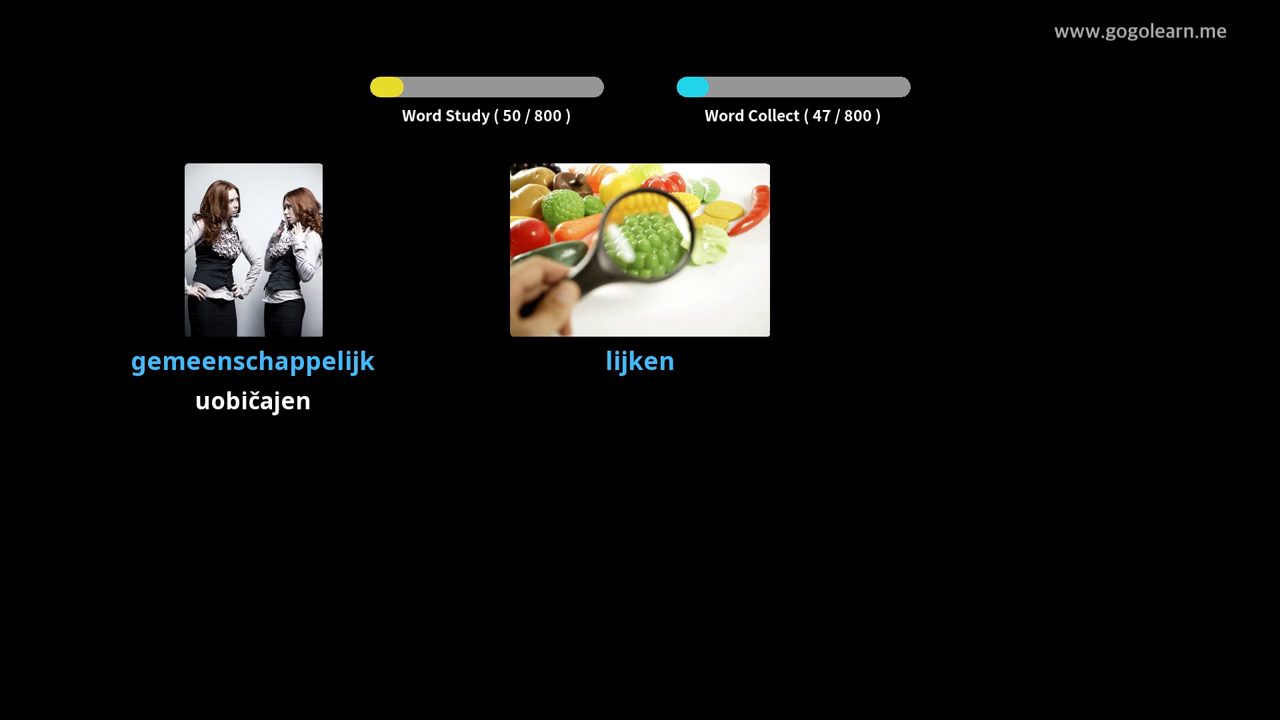 www.gogolearn.me
Word Study ( 50 / 800 )
Word Collect ( 47 / 800 )
gemeenschappelijk
lijken
uobičajen